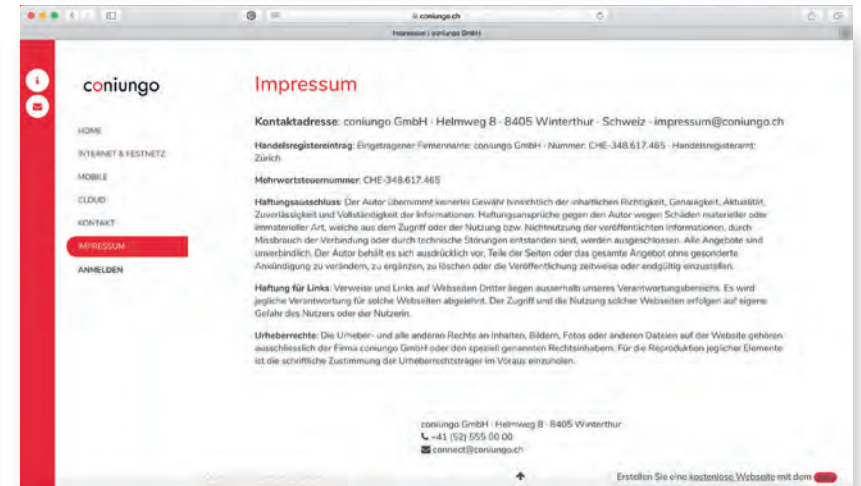 coniungo.ch
Impressum | coniungo GmbH
coniungo
HOME
INTERNET & FESTNETZ
MOBILE
CLOUD
KONTAKT
IMPRESSUM
ANMELDEN
Impressum
Kontaktadresse: coniungo GmbH · Helmweg 8 · 8405 Winterthur · Schweiz · impressum@coniungo.ch
Handelsregistereintrag: Eingetragener Firmenname: coniungo GmbH · Nummer: CHE-348.617.465 · Handelsregisteramt:
Zürich
Mehrwertsteuernummer: CHE-348.617.465
Haftungsausschluss: Der Autor übernimmt keinerlei Gewähr hinsichtlich der inhaltlichen Richtigkeit, Genauigkeit, Aktualität,
Zuverlässigkeit und Vollständigkeit der Informationen. Haftungsansprüche gegen den Autor wegen Schäden materieller oder
immaterieller Art, welche aus dem Zugriff oder der Nutzung bzw. Nichtnutzung der veröffentlichten Informationen, durch
Missbrauch der Verbindung oder durch technische Störungen entstanden sind, werden ausgeschlossen. Alle Angebote sind
unverbindlich. Der Autor behält es sich ausdrücklich vor, Teile der Seiten oder das gesamte Angebot ohne gesonderte
Ankündigung zu verändern, zu ergänzen, zu löschen oder die Veröffentlichung zeitweise oder endgültig einzustellen.
Haftung für Links: Verweise und Links auf Webseiten Dritter liegen ausserhalb unseres Verantwortungsbereichs. Es wird
jegliche Verantwortung für solche Webseiten abgelehnt. Der Zugriff und die Nutzung solcher Webseiten erfolgen auf eigene
Gefahr des Nutzers oder der Nutzerin.
Urheberrechte: Die Urheber- und alle anderen Rechte an Inhalten, Bildern, Fotos oder anderen Dateien auf der Website gehören
ausschliesslich der Firma coniungo GmbH oder den speziell genannten Rechtsinhabern. Für die Reproduktion jeglicher Elemente
ist die schriftliche Zustimmung der Urheberrechtsträger im Voraus einzuholen.
coniungo GmbH · Helmweg 8 · 8405 Winterthur
+41 (52) 555 00 00
connect@coniungo.ch
Erstellen Sie eine kostenlose Webseite mit dem